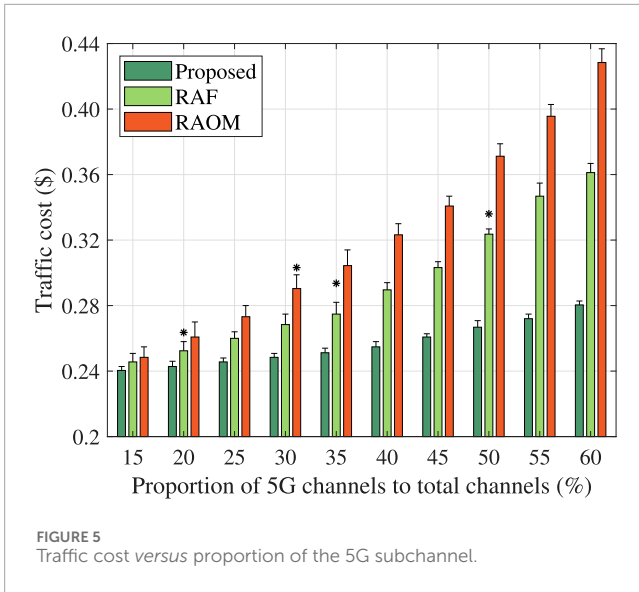 0.44
0.40
0.36
0.32
0.28
0.24
0.2
Traffic cost ($)
Proposed
RAF
RAOM
*
*
*
*
15 20 25 30 35 40 45 50 55 60
Proportion of 5G channels to total channels (%)
FIGURE 5
Traffic cost versus proportion of the 5G subchannel.